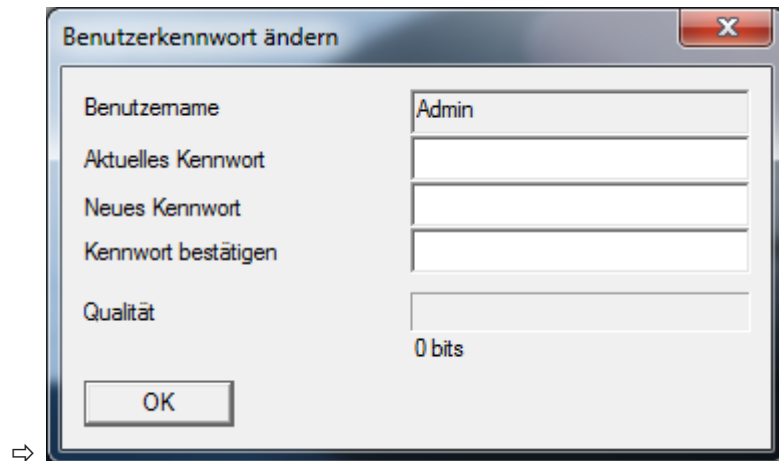 Benutzerkennwort ändern
Benutzername Admin
Aktuelles Kennwort
Neues Kennwort
Kennwort bestätigen
Qualität
0 bits
OK
⇨